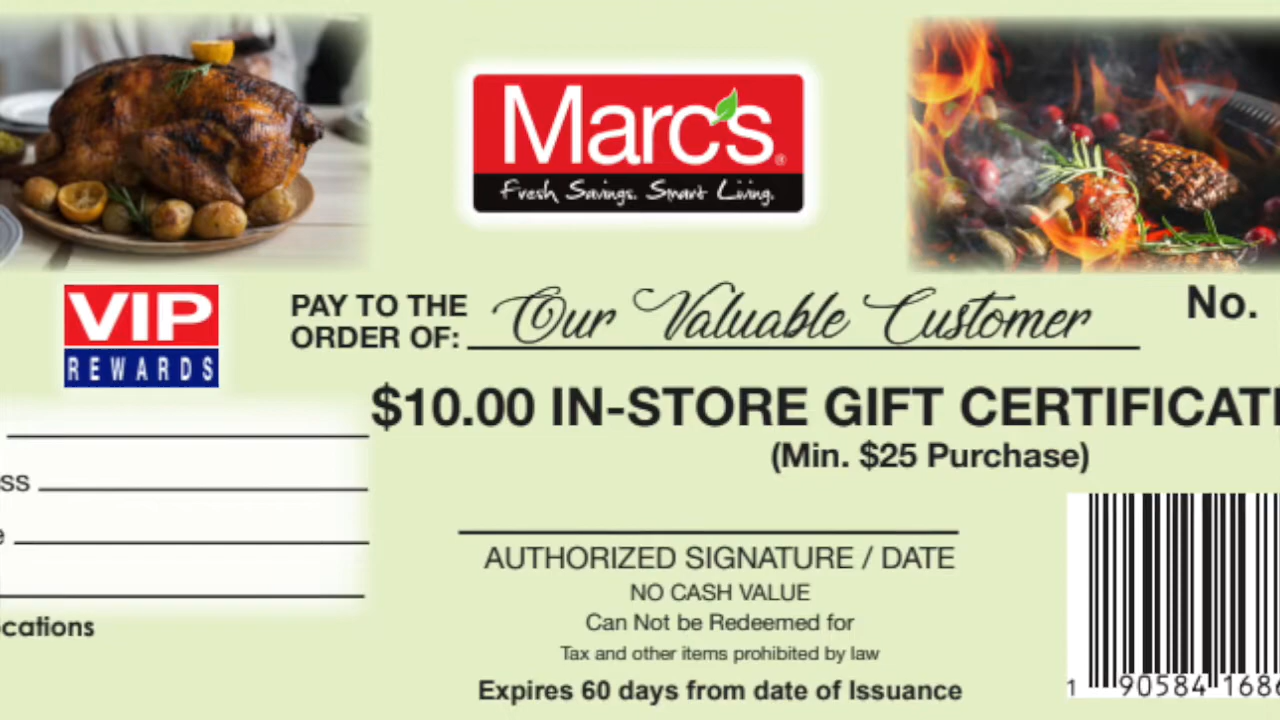 Marc's®
Fresh Savings. Smart Living.
VIP
REWARDS
PAY TO THE
ORDER OF: Our Valuable Customer
No.
$10.00 IN-STORE GIFT CERTIFICAT
(Min. $25 Purchase)
ss
e
cations
AUTHORIZED SIGNATURE / DATE
NO CASH VALUE
Can Not be Redeemed for
Tax and other items prohibited by law
Expires 60 days from date of Issuance
1 90584 1686